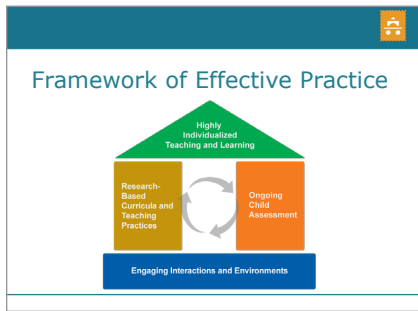 Framework of Effective Practice
Highly
Individualized
Teaching and Learning
Research-
Based
Curricula and
Teaching
Practices
Ongoing
Child
Assessment
Engaging Interactions and Environments